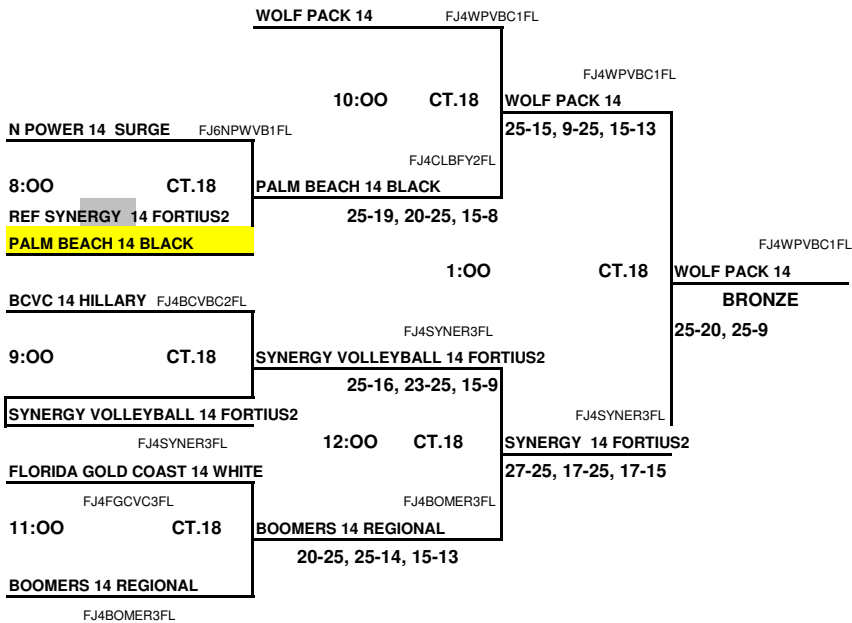 WOLF PACK 14 FJ4WPVBC1FL
FJ4WPVBC1FL
10:OO CT.18 WOLF PACK 14
N POWER 14 SURGE FJ6NPWVB1FL 25-15, 9-25, 15-13
FJ4CLBFY2FL
8:OO CT.18 PALM BEACH 14 BLACK
REF SYNERGY 14 FORTIUS2 25-19, 20-25, 15-8
PALM BEACH 14 BLACK FJ4WPVBC1FL
1:OO CT.18 WOLF PACK 14
BCVC 14 HILLARY FJ4BCVBC2FL BRONZE
FJ4SYNER3FL 25-20, 25-9
9:OO CT.18 SYNERGY VOLLEYBALL 14 FORTIUS2
25-16, 23-25, 15-9
SYNERGY VOLLEYBALL 14 FORTIUS2 FJ4SYNER3FL
FJ4SYNER3FL 12:OO CT.18 SYNERGY 14 FORTIUS2
FLORIDA GOLD COAST 14 WHITE 27-25, 17-25, 17-15
FJ4FGCVC3FL FJ4BOMER3FL
11:OO CT.18 BOOMERS 14 REGIONAL
20-25, 25-14, 15-13
BOOMERS 14 REGIONAL
FJ4BOMER3FL